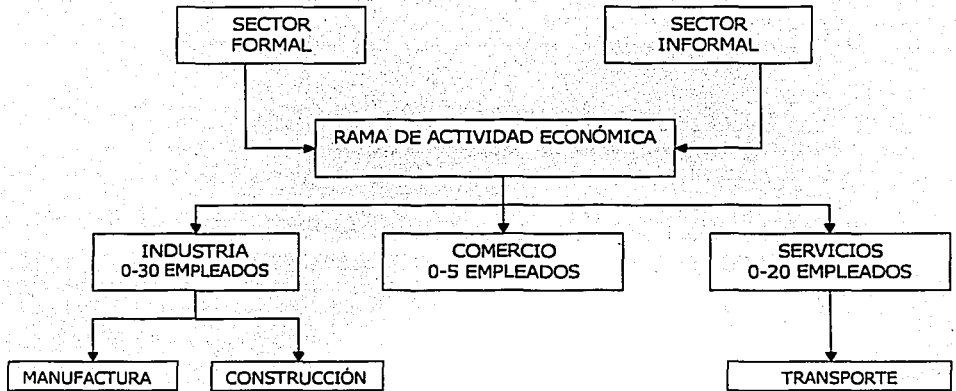 SECTOR
FORMAL
SECTOR
INFORMAL
RAMA DE ACTIVIDAD ECONÓMICA
INDUSTRIA
0-30 EMPLEADOS
COMERCIO
0-5 EMPLEADOS
SERVICIOS
0-20 EMPLEADOS
MANUFACTURA
CONSTRUCCIÓN
TRANSPORTE